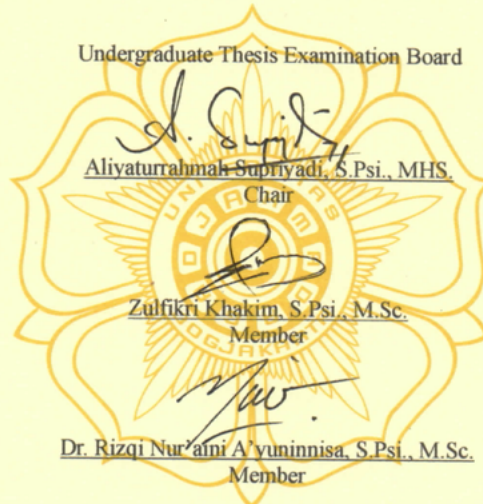 Undergraduate Thesis Examination Board
Aliyaturrahmah Supriyadi, S.Psi., MHS.
Chair
Zulfikri Khakim, S.Psi., M.Sc.
Member
Dr. Rizqi Nur'aini A'yuninnisa, S.Psi., M.Sc.
Member